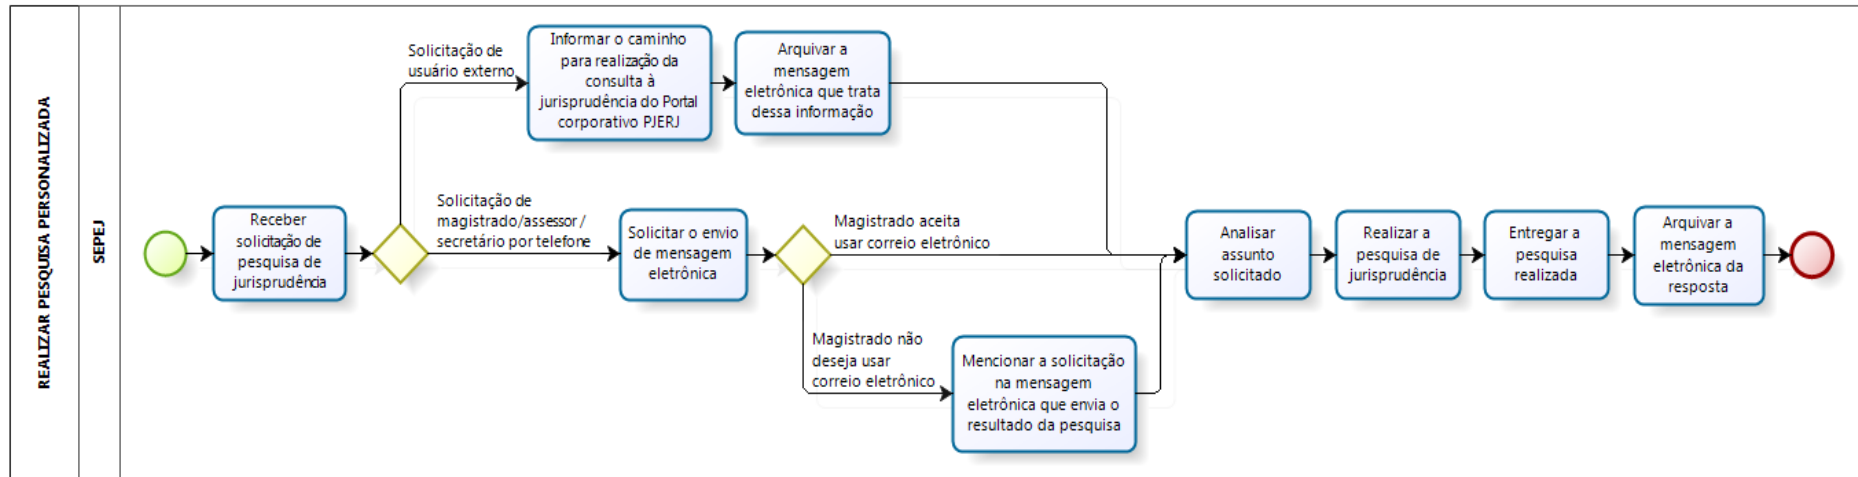 REALIZAR PESQUISA PERSONALIZADA
SEPEJ
Receber
solicitação de
pesquisa de
jurisprudência
Solicitação de
usuário externo
Informar o caminho
para realização da
consulta à
jurisprudência do Portal
corporativo PJERJ
Arquivar a
mensagem
eletrônica que trata
dessa informação
Solicitação de
magistrado/assessor/
secretário por telefone
Solicitar o envio
de mensagem
eletrônica
Magistrado aceita
usar correio eletrônico
Magistrado não
deseja usar
correio eletrônico
Mencionar a solicitação
na mensagem
eletrônica que envia o
resultado da pesquisa
Analisar
assunto
solicitado
Realizar a
pesquisa de
jurisprudência
Entregar a
pesquisa
realizada
Arquivar a
mensagem
eletrônica da
resposta